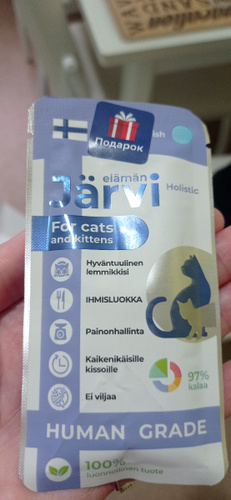 Подарок
ish
elämän
Järvi
Holistic
For cats
and kittens
Hyväntuulinen
lemmikkisi
IHMISLUOKKA
Painonhallinta
Kaikenikäisille
kissoille
97%
kalaa
Ei viljaa
HUMAN GRADE
100%
luonnollinen tuote